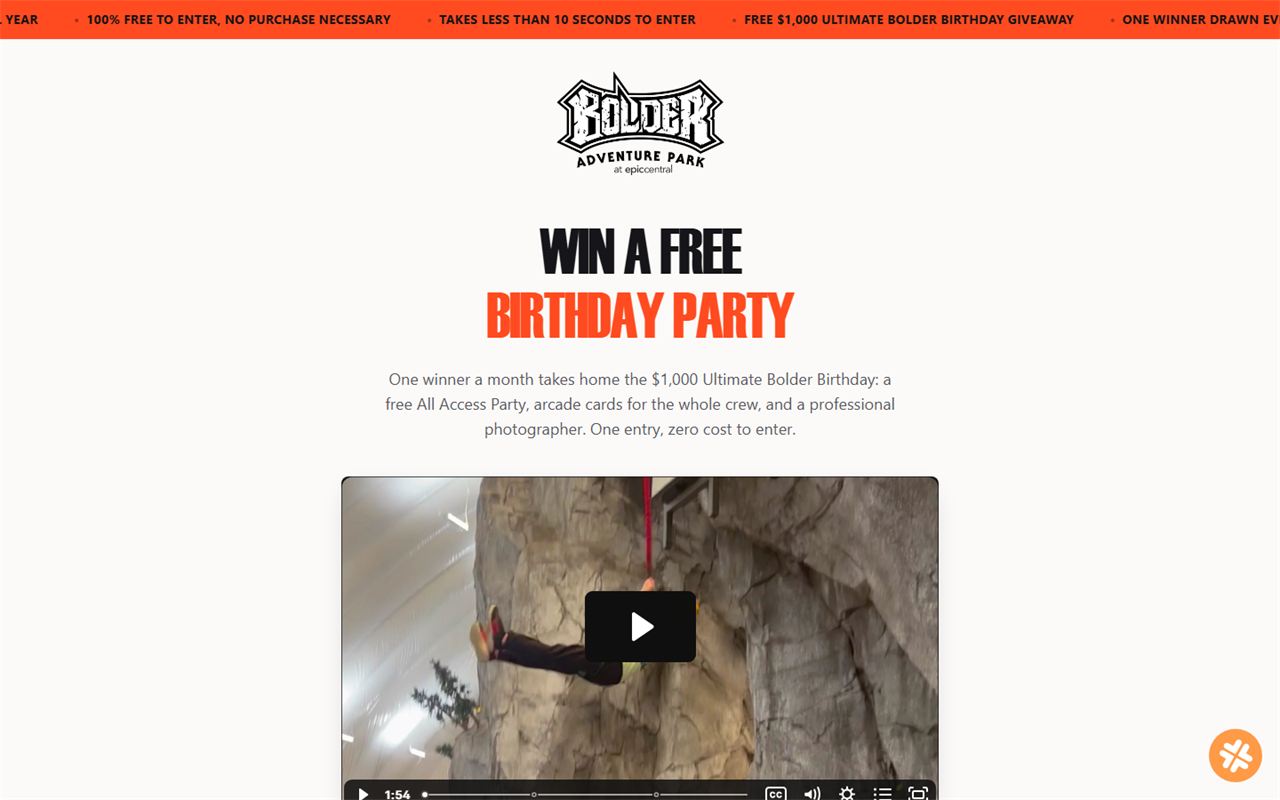 YEAR • 100% FREE TO ENTER, NO PURCHASE NECESSARY • TAKES LESS THAN 10 SECONDS TO ENTER • FREE $1,000 ULTIMATE BOLDER BIRTHDAY GIVEAWAY • ONE WINNER DRAWN
BOLDER
ADVENTURE PARK
at epiccentral
WIN A FREE
BIRTHDAY PARTY
One winner a month takes home the $1,000 Ultimate Bolder Birthday: a
free All Access Party, arcade cards for the whole crew, and a professional
photographer. One entry, zero cost to enter.
1:54
CC